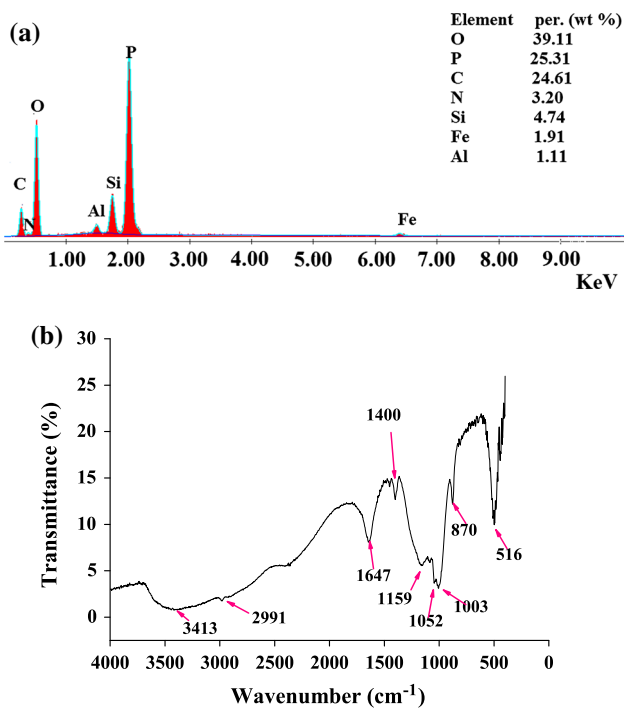 (a)
Element per. (wt %)
O 39.11
P 25.31
C 24.61
N 3.20
Si 4.74
Fe 1.91
Al 1.11
P
O
C
N
Al
Si
Fe
1.00 2.00 3.00 4.00 5.00 6.00 7.00 8.00 9.00
KeV
(b)
30
25
20
15
10
5
0
Transmittance (%)
1400
870
516
1647
1159
1003
1052
2991
3413
4000 3500 3000 2500 2000 1500 1000 500 0
Wavenumber (cm⁻¹)